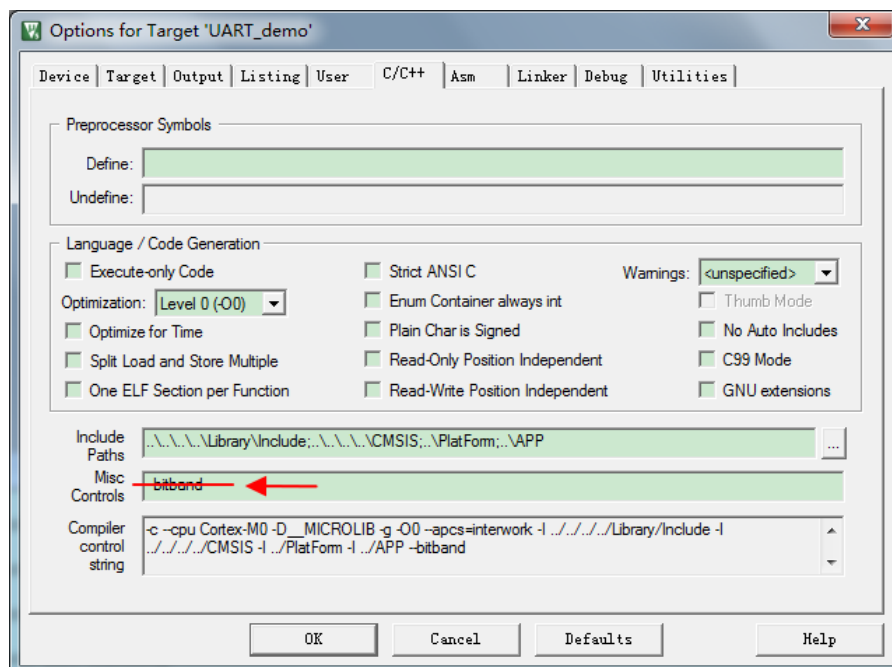 Options for Target 'UART_demo'
Device Target Output Listing User C/C++ Asm Linker Debug Utilities
Preprocessor Symbols
Define:
Undefine:
Language / Code Generation
Execute-only Code
Strict ANSI C
Warnings: <unspecified>
Optimization: Level 0 (-O0)
Enum Container always int
Thumb Mode
Optimize for Time
Plain Char is Signed
No Auto Includes
Split Load and Store Multiple
Read-Only Position Independent
C99 Mode
One ELF Section per Function
Read-Write Position Independent
GNU extensions
Include Paths
..\..\..\..\Library\Include;..\..\..\..\CMSIS;..\PlatForm;..\APP
...
Misc Controls
--bitband
Compiler control string
-c --cpu Cortex-M0 -D__MICROLIB -g -O0 --apcs=interwork -I ../../../../Library/Include -I
../../../../CMSIS -I ../PlatForm -I ../APP --bitband
OK Cancel Defaults Help